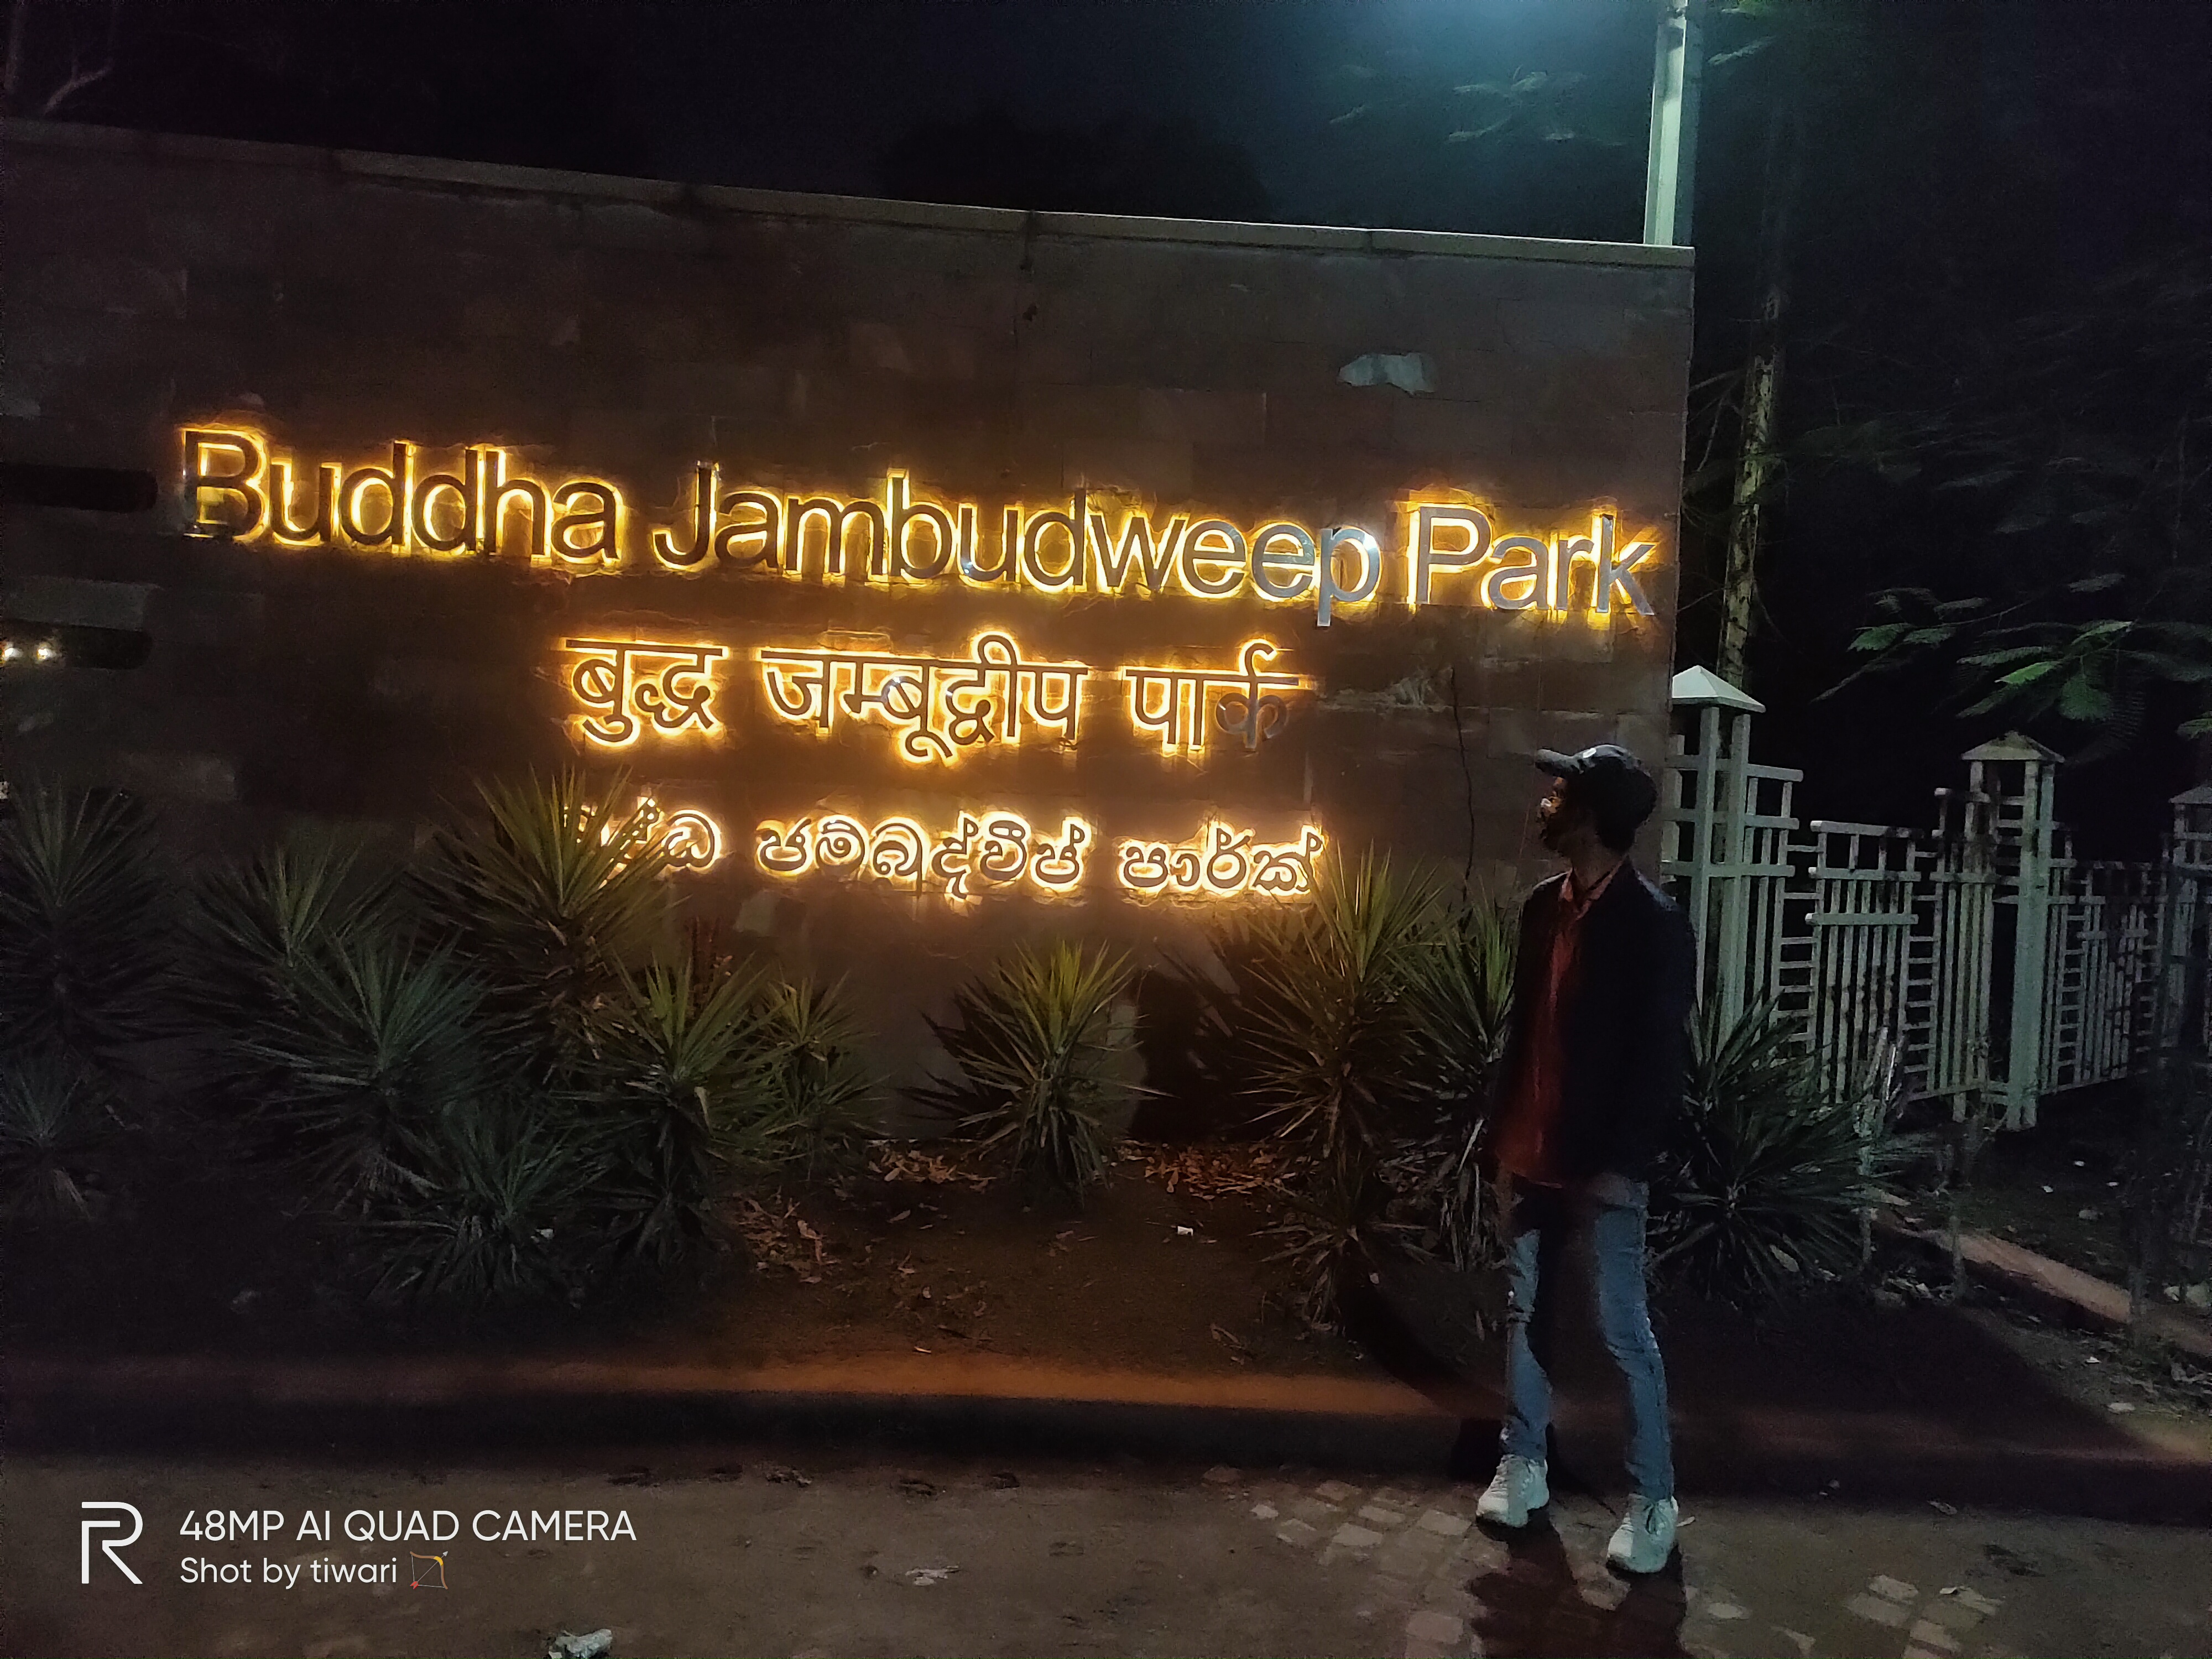 Buddha Jambudweep Park
बुद्ध जम्बूद्वीप पार्क
ජම්බුද්වීප් පාර්ක්
R 48MP AI QUAD CAMERA
Shot by tiwari 🏹